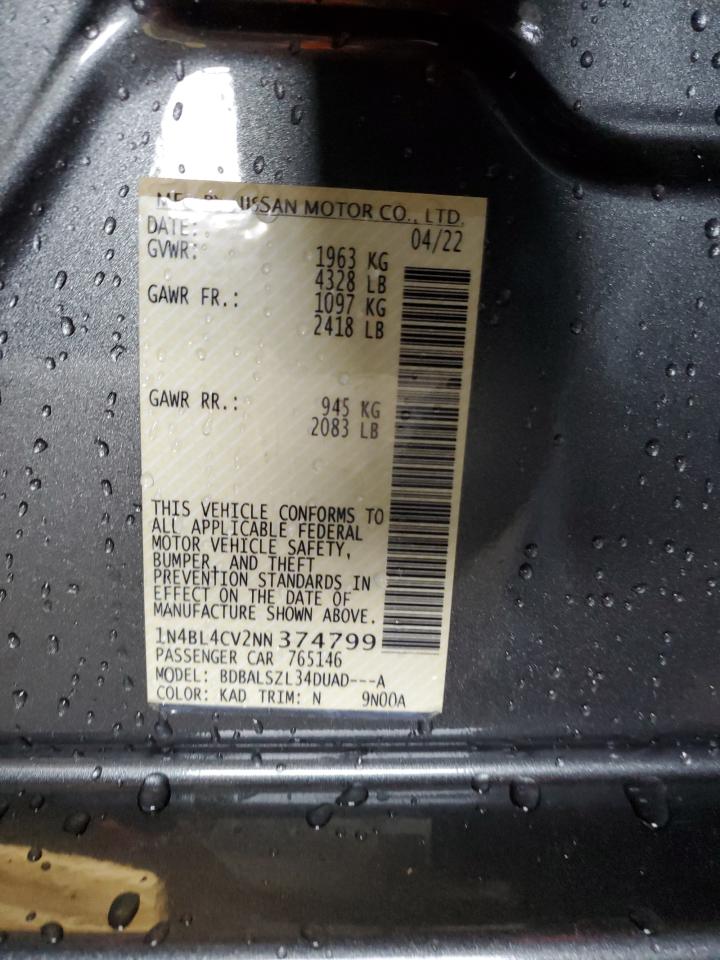 NISSAN MOTOR CO., LTD.
DATE: 04/22
GVWR: 1963 KG
4328 LB
GAWR FR.: 1097 KG
2418 LB
GAWR RR.: 945 KG
2083 LB
THIS VEHICLE CONFORMS TO
ALL APPLICABLE FEDERAL
MOTOR VEHICLE SAFETY,
BUMPER, AND THEFT
PREVENTION STANDARDS IN
EFFECT ON THE DATE OF
MANUFACTURE SHOWN ABOVE.
1N4BL4CV2NN374799
PASSENGER CAR 765146
MODEL: BDBALSZL34DUAD---A
COLOR: KAD TRIM: N 9N00A